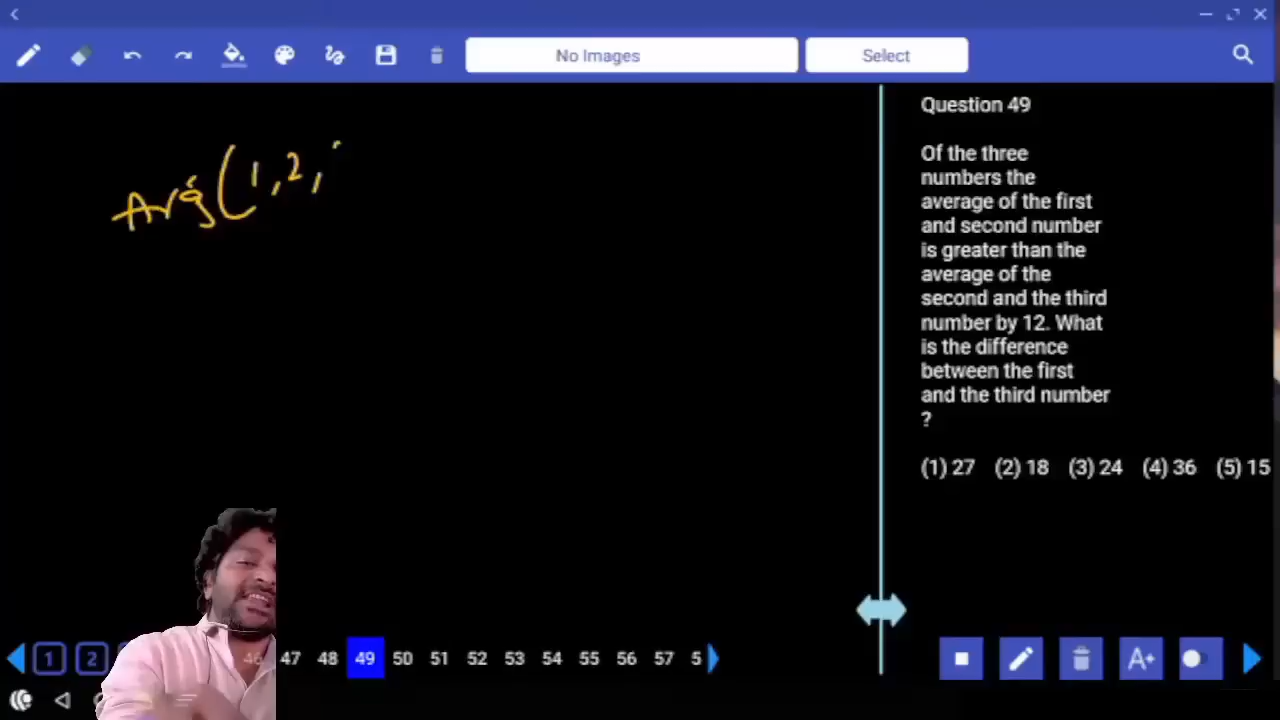 No Images
Select
Avg(1,2,
Question 49
Of the three
numbers the
average of the first
and second number
is greater than the
average of the
second and the third
number by 12. What
is the difference
between the first
and the third number
?
(1) 27 (2) 18 (3) 24 (4) 36 (5) 15
1 2 46 47 48 49 50 51 52 53 54 55 56 57 5
A+